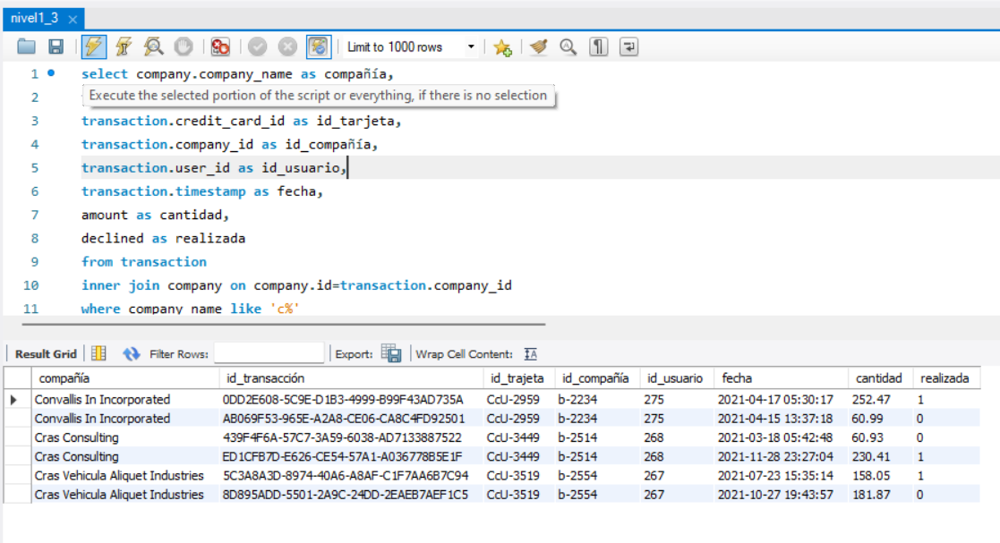 nivel1_3
Limit to 1000 rows
1 select company.company_name as compañía,
2
Execute the selected portion of the script or everything, if there is no selection
3 transaction.credit_card_id as id_tarjeta,
4 transaction.company_id as id_compañía,
5 transaction.user_id as id_usuario,
6 transaction.timestamp as fecha,
7 amount as cantidad,
8 declined as realizada
9 from transaction
10 inner join company on company.id=transaction.company_id
11 where company_name like 'c%'
Result Grid Filter Rows: Export: Wrap Cell Content:
compañía id_transacción id_trajeta id_compañía id_usuario fecha cantidad realizada
Convallis In Incorporated 0DD2E608-5C9E-D1B3-4999-B99F43AD735A CcU-2959 b-2234 275 2021-04-17 05:30:17 252.47 1
Convallis In Incorporated AB069F53-965E-A2A8-CE06-CA8C4FD92501 CcU-2959 b-2234 275 2021-04-15 13:37:18 60.99 0
Cras Consulting 439F4F6A-57C7-3A59-6038-AD7133887522 CcU-3449 b-2514 268 2021-03-18 05:42:48 60.93 0
Cras Consulting ED1CFB7D-E626-CE54-57A1-A036778B5E1F CcU-3449 b-2514 268 2021-11-28 23:27:04 230.41 1
Cras Vehicula Aliquet Industries 5C3A8A3D-8974-40A6-A8AF-C1F7AA6B7C94 CcU-3519 b-2554 267 2021-07-23 15:35:14 158.05 1
Cras Vehicula Aliquet Industries 8D895ADD-5501-2A9C-24DD-2EAEB7AEF1C5 CcU-3519 b-2554 267 2021-10-27 19:43:57 181.87 0